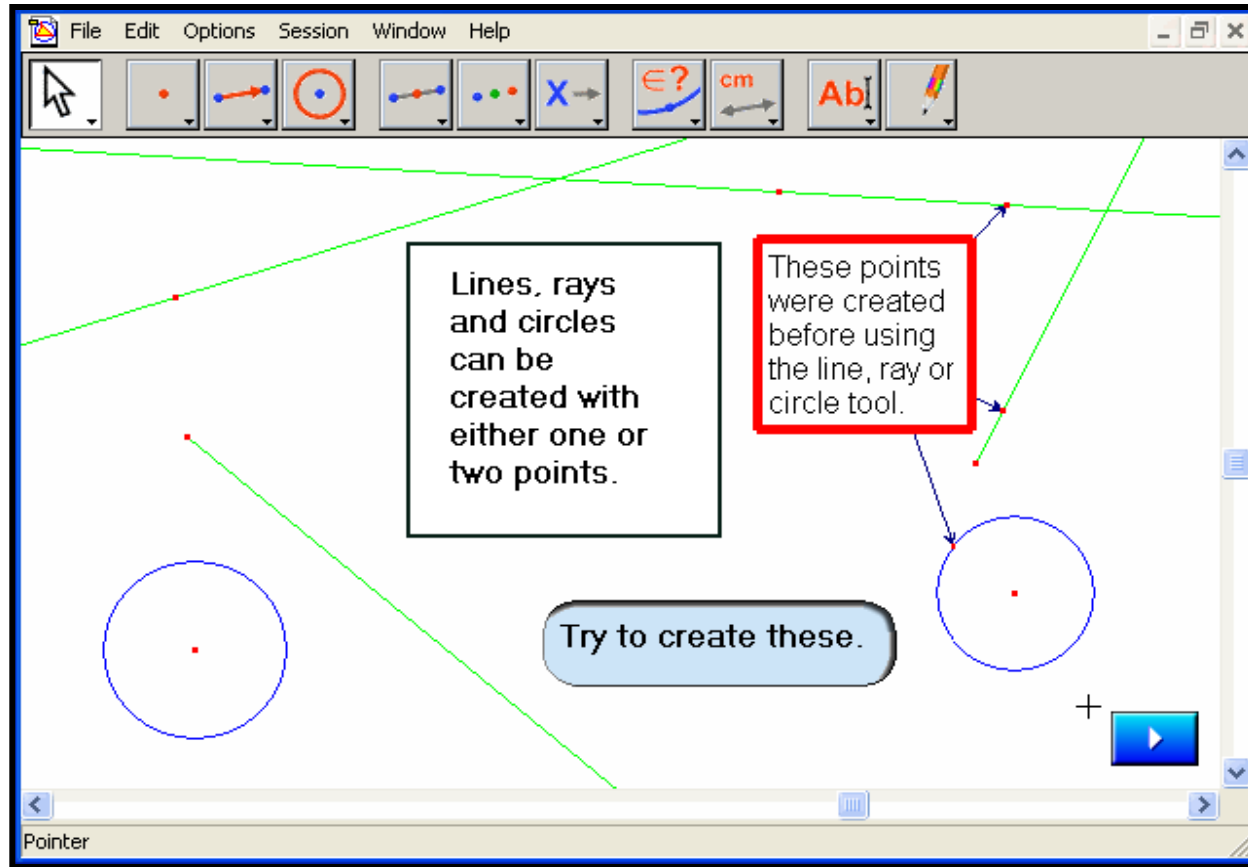 File Edit Options Session Window Help
∈? cm
X Ab
Lines, rays
and circles
can be
created with
either one or
two points.
These points
were created
before using
the line, ray or
circle tool.
Try to create these.
Pointer